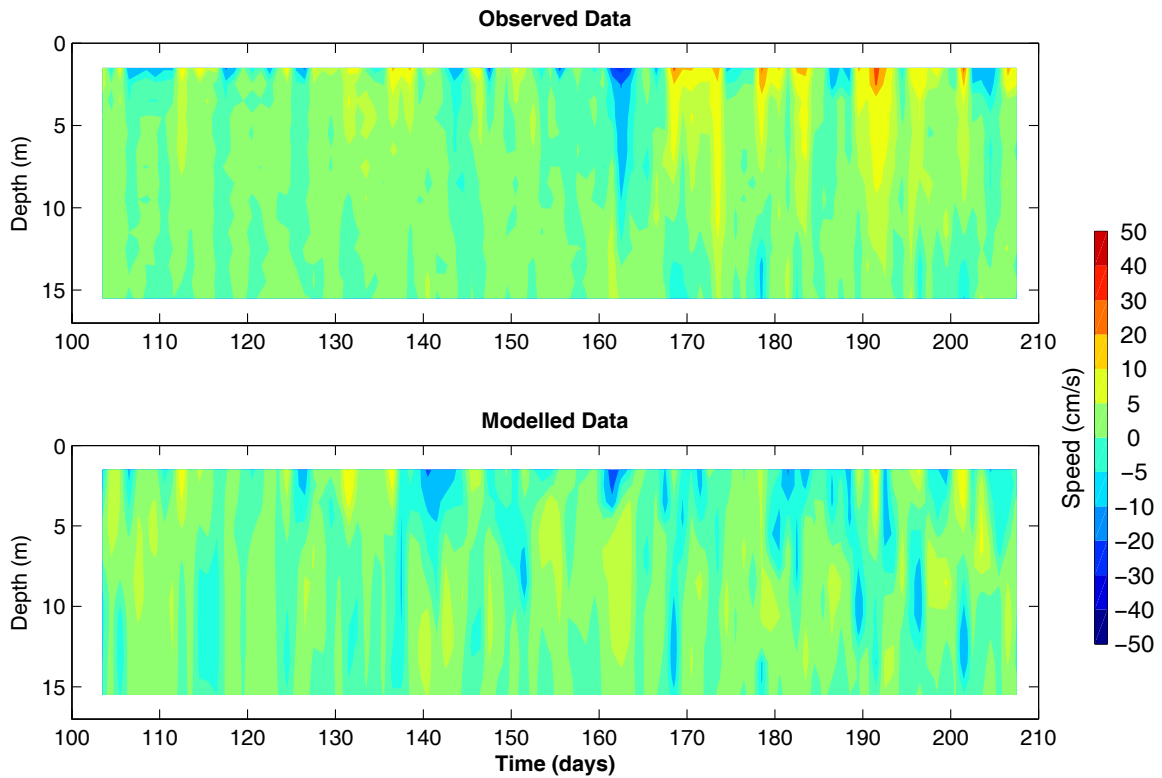 Observed Data
0
5
10
15
Depth (m)
100 110 120 130 140 150 160 170 180 190 200 210
Modelled Data
0
5
10
15
Depth (m)
100 110 120 130 140 150 160 170 180 190 200 210
Time (days)
Speed (cm/s)
50
40
30
20
10
5
0
−5
−10
−20
−30
−40
−50